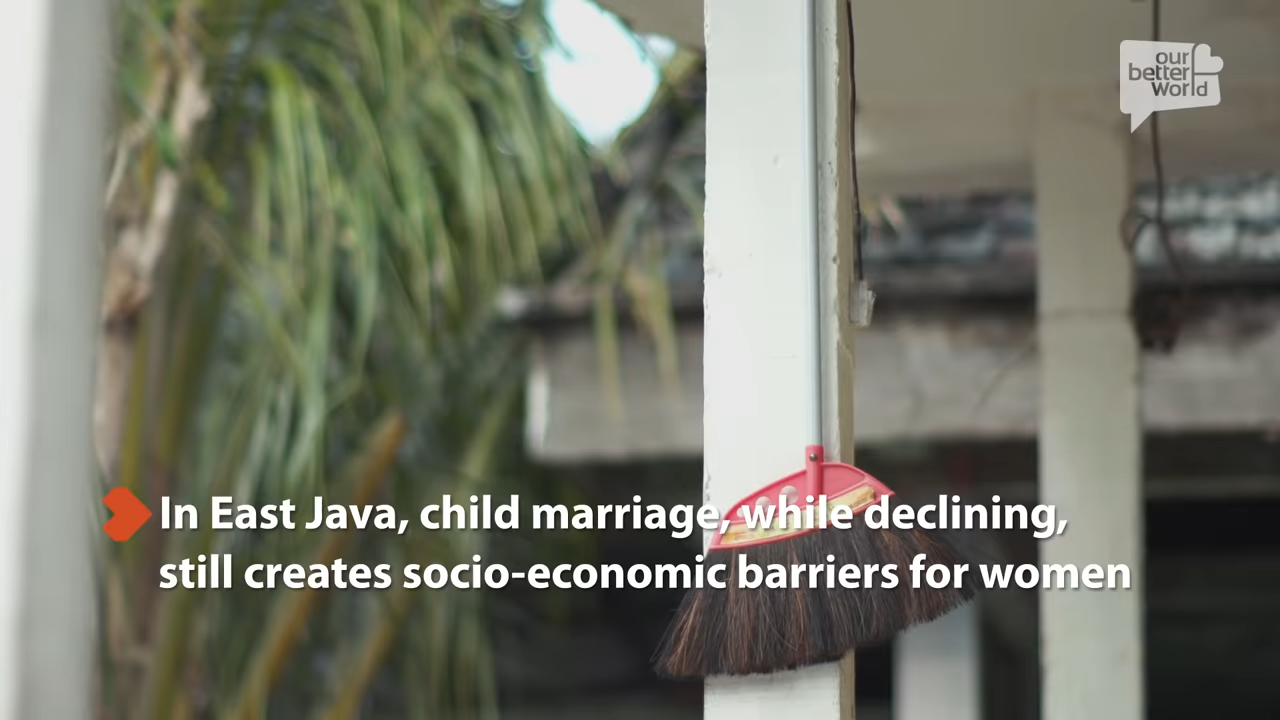 our
better
world
In East Java, child marriage, while declining,
still creates socio-economic barriers for women